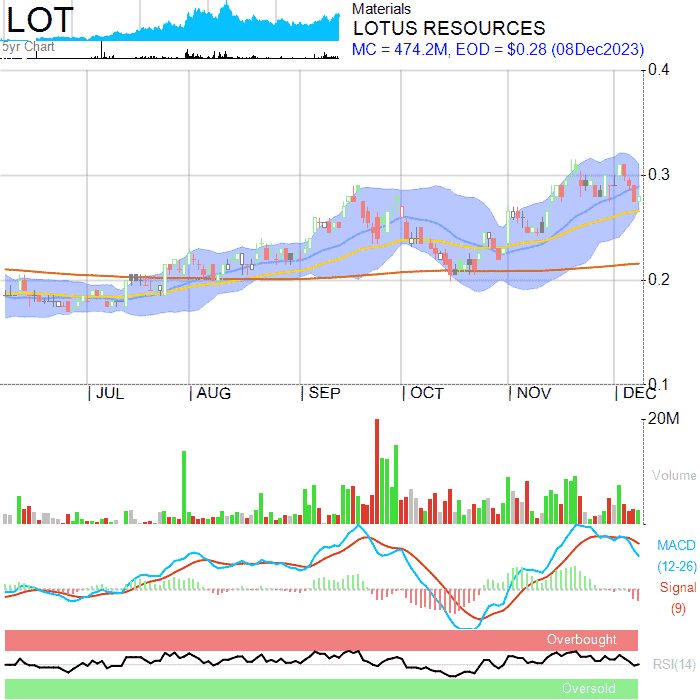 LOT
5yr Chart
Materials
LOTUS RESOURCES
MC = 474.2M, EOD = $0.28 (08Dec2023)
0.4
0.3
0.2
0.1
| JUL | AUG | SEP | OCT | NOV | DEC
20M
Volume
MACD
(12-26)
Signal
(9)
Overbought
RSI(14)
Oversold